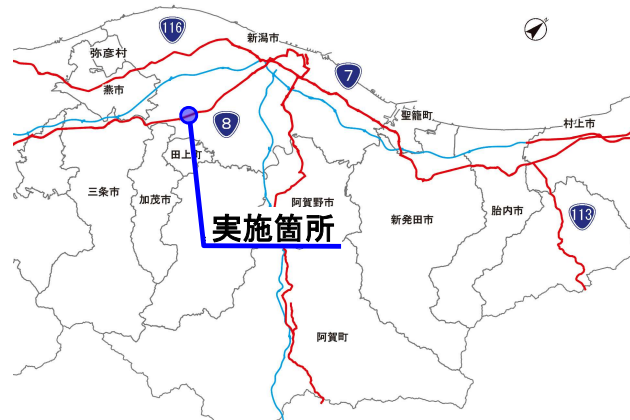 116
新潟市
弥彦村
7
燕市
聖籠町
8
村上市
田上町
三条市
加茂市
阿賀野市
新発田市
胎内市
113
実施箇所
阿賀町